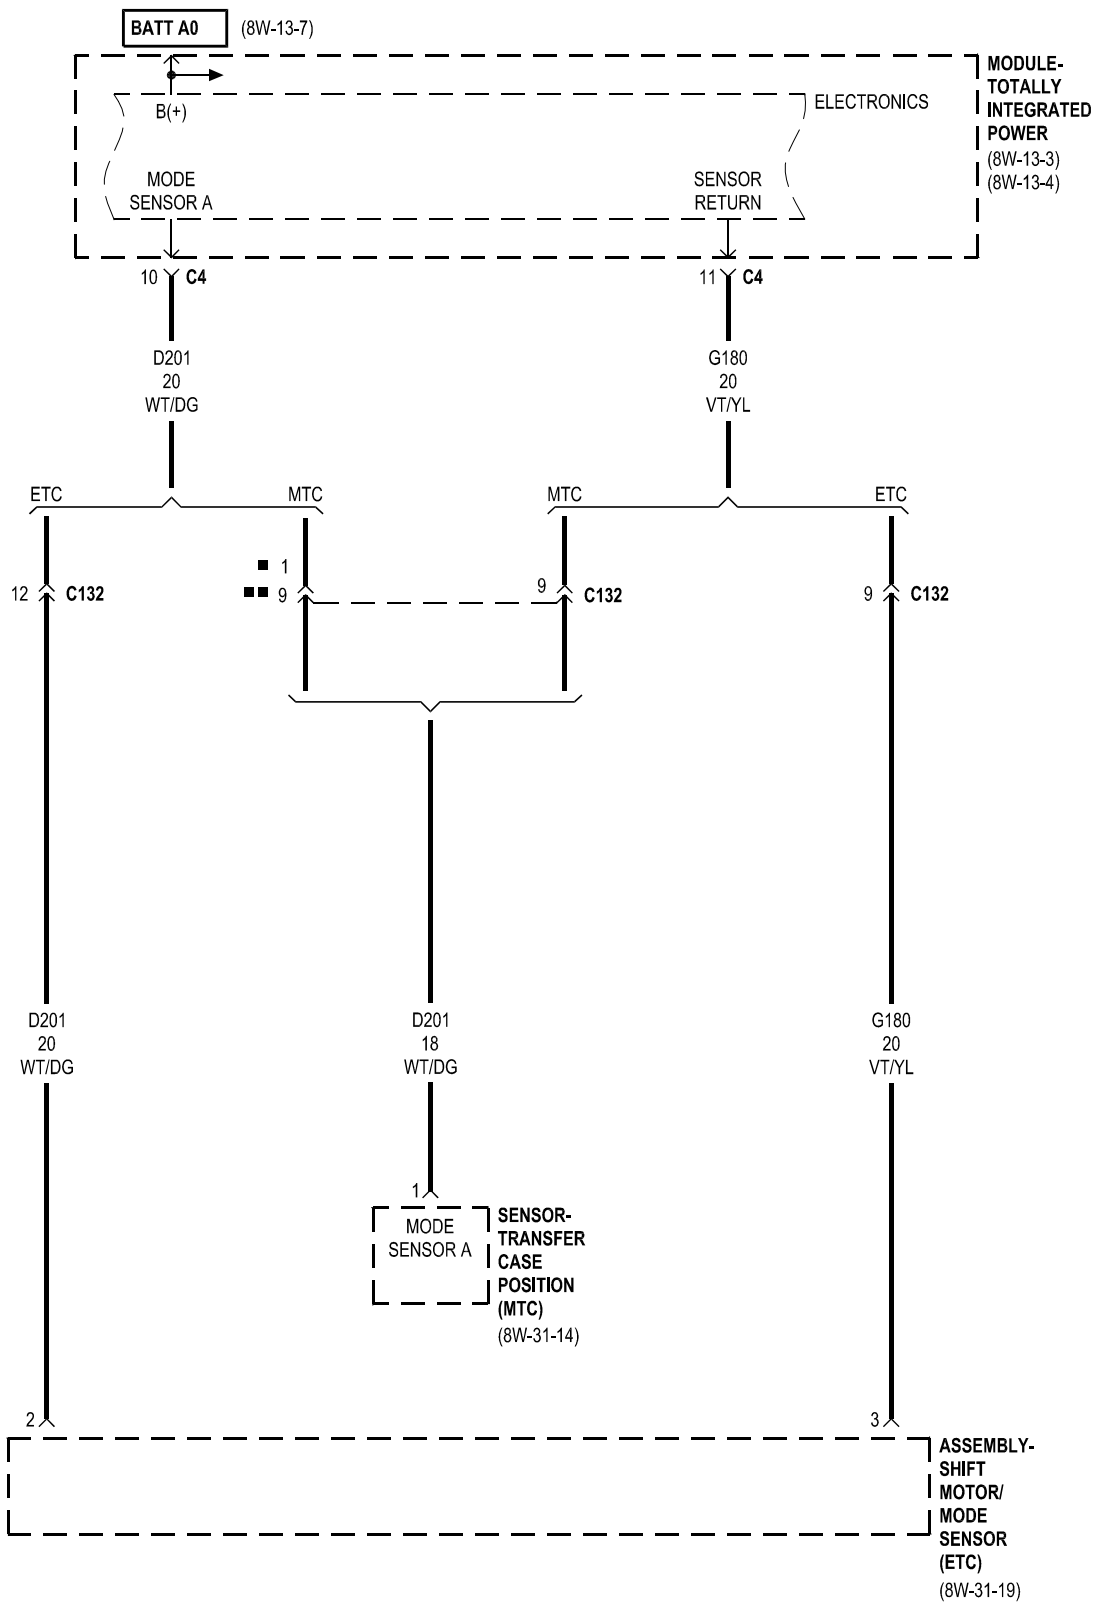 BATT A0 (8W-13-7)
MODULE-
TOTALLY
INTEGRATED
POWER
(8W-13-3)
(8W-13-4)
B(+)
ELECTRONICS
MODE
SENSOR A
SENSOR
RETURN
10 C4
11 C4
D201
20
WT/DG
G180
20
VT/YL
ETC
MTC
MTC
ETC
12 C132
■ 1
■■ 9
9 C132
9 C132
D201
20
WT/DG
D201
18
WT/DG
G180
20
VT/YL
1
MODE
SENSOR A
SENSOR-
TRANSFER
CASE
POSITION
(MTC)
(8W-31-14)
2
3
ASSEMBLY-
SHIFT
MOTOR/
MODE
SENSOR
(ETC)
(8W-31-19)